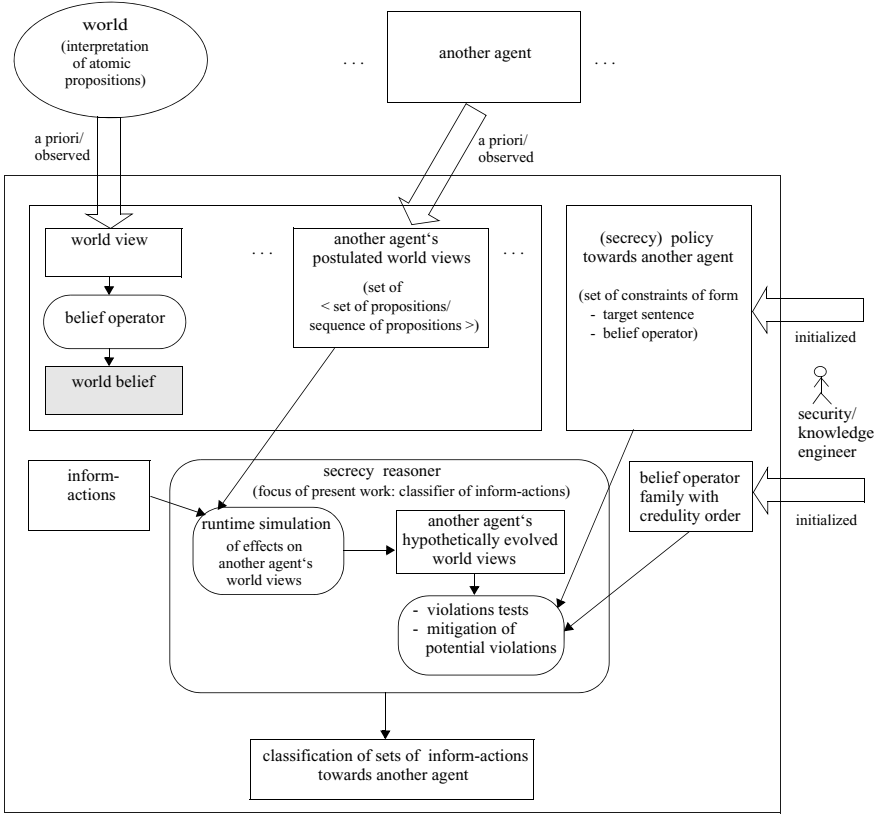 world
(interpretation
of atomic
propositions)
. . .
another agent
. . .
a priori/
observed
a priori/
observed
world view
belief operator
world belief
. . .
another agent‘s
postulated world views
(set of
< set of propositions/
sequence of propositions >)
. . .
(secrecy) policy
towards another agent
(set of constraints of form
- target sentence
- belief operator)
initialized
security/
knowledge
engineer
inform-
actions
secrecy reasoner
(focus of present work: classifier of inform-actions)
runtime simulation
of effects on
another agent‘s
world views
another agent‘s
hypothetically evolved
world views
- violations tests
- mitigation of
potential violations
belief operator
family with
credulity order
initialized
classification of sets of inform-actions
towards another agent